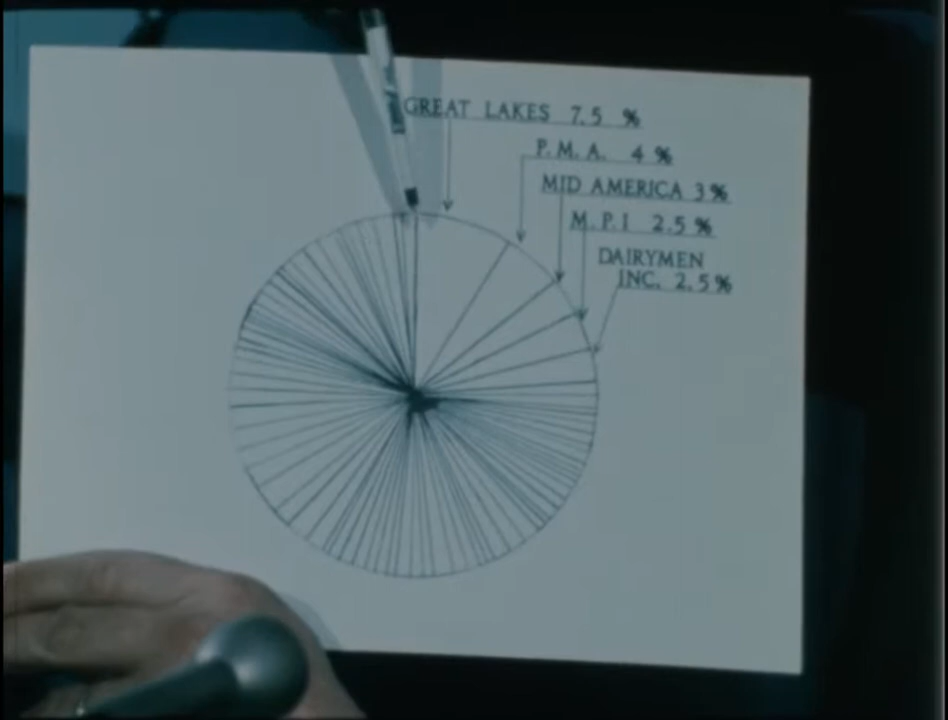 GREAT LAKES 7.5 %
P.M.A. 4 %
MID AMERICA 3%
M.P.I 2.5%
DAIRYMEN
INC. 2.5%